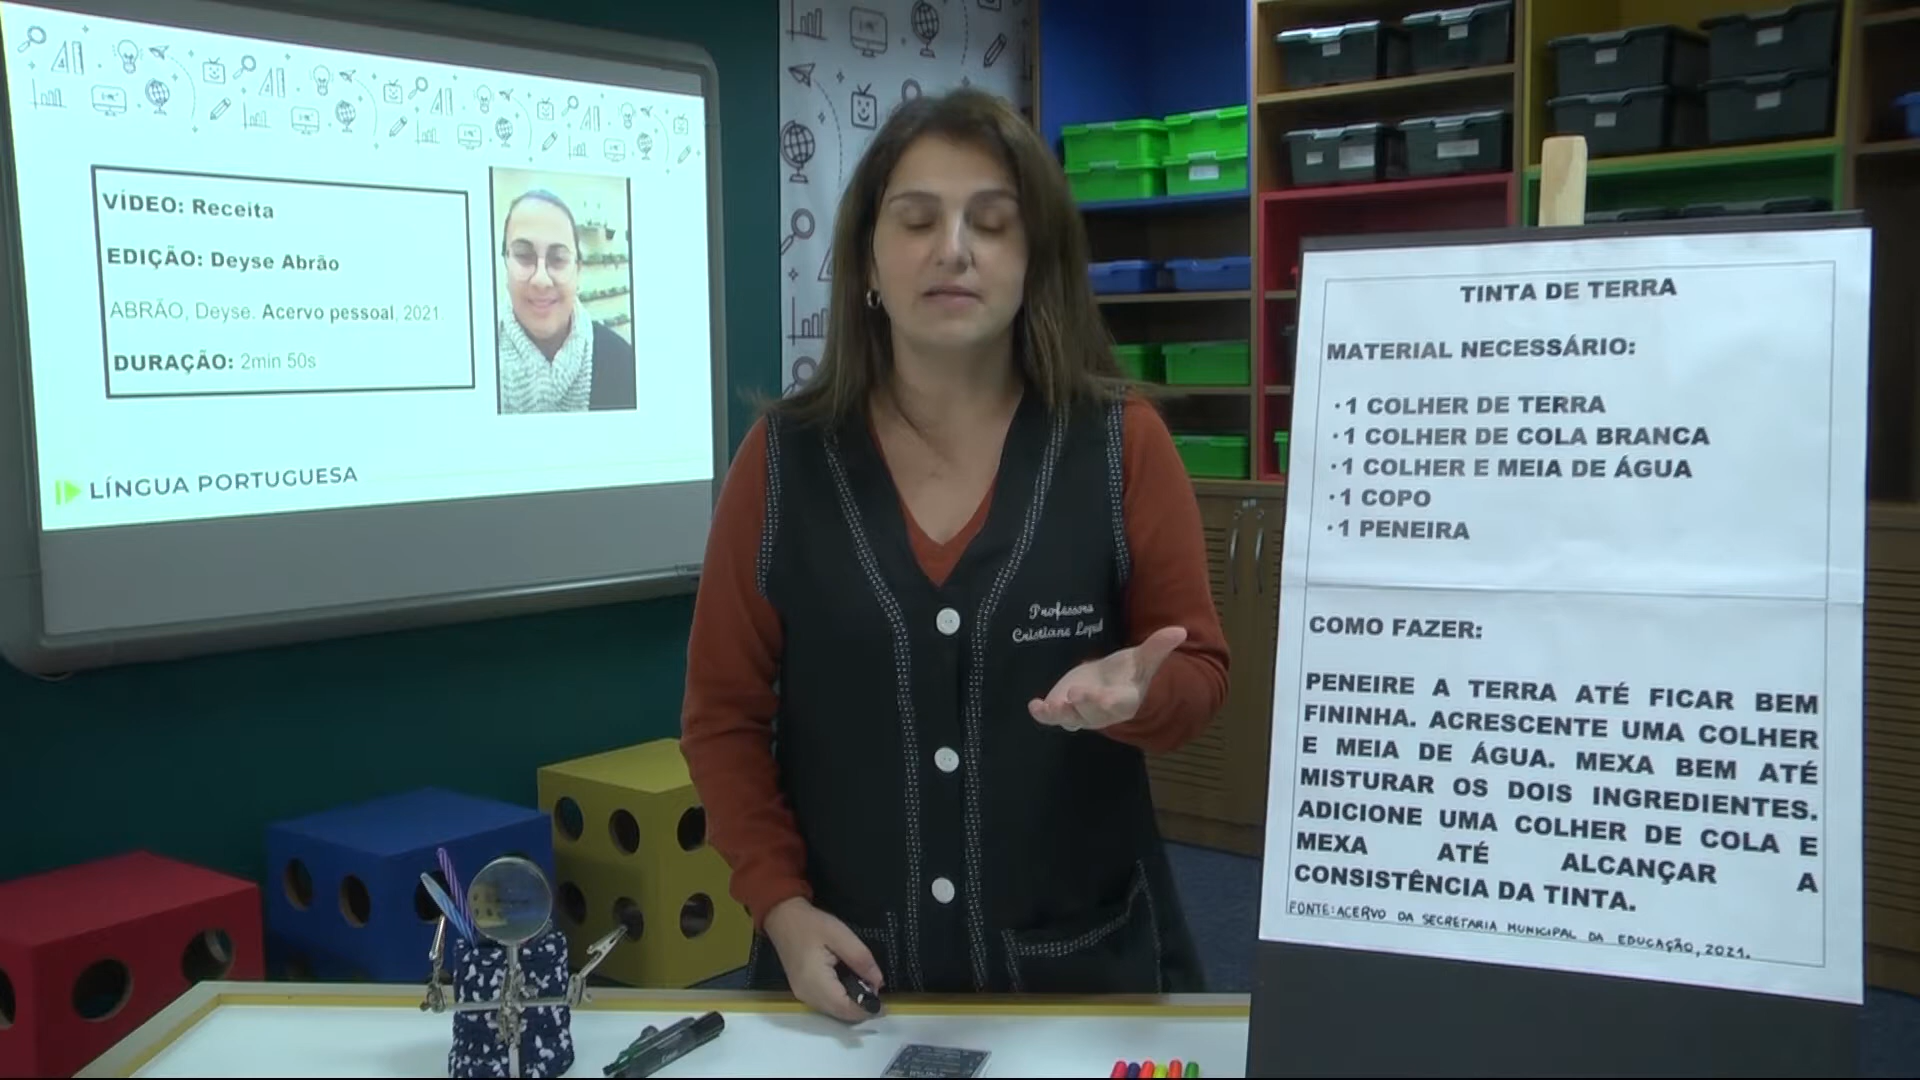 VÍDEO: Receita
EDIÇÃO: Deyse Abrão
ABRÃO, Deyse. Acervo pessoal, 2021.
DURAÇÃO: 2min 50s
LÍNGUA PORTUGUESA
Professora
Cristiane
TINTA DE TERRA
MATERIAL NECESSÁRIO:
· 1 COLHER DE TERRA
· 1 COLHER DE COLA BRANCA
· 1 COLHER E MEIA DE ÁGUA
· 1 COPO
· 1 PENEIRA
COMO FAZER:
PENEIRE A TERRA ATÉ FICAR BEM
FININHA. ACRESCENTE UMA COLHER
E MEIA DE ÁGUA. MEXA BEM ATÉ
MISTURAR OS DOIS INGREDIENTES.
ADICIONE UMA COLHER DE COLA E
MEXA ATÉ ALCANÇAR A
CONSISTÊNCIA DA TINTA.
FONTE: ACERVO DA SECRETARIA MUNICIPAL DA EDUCAÇÃO, 2021.